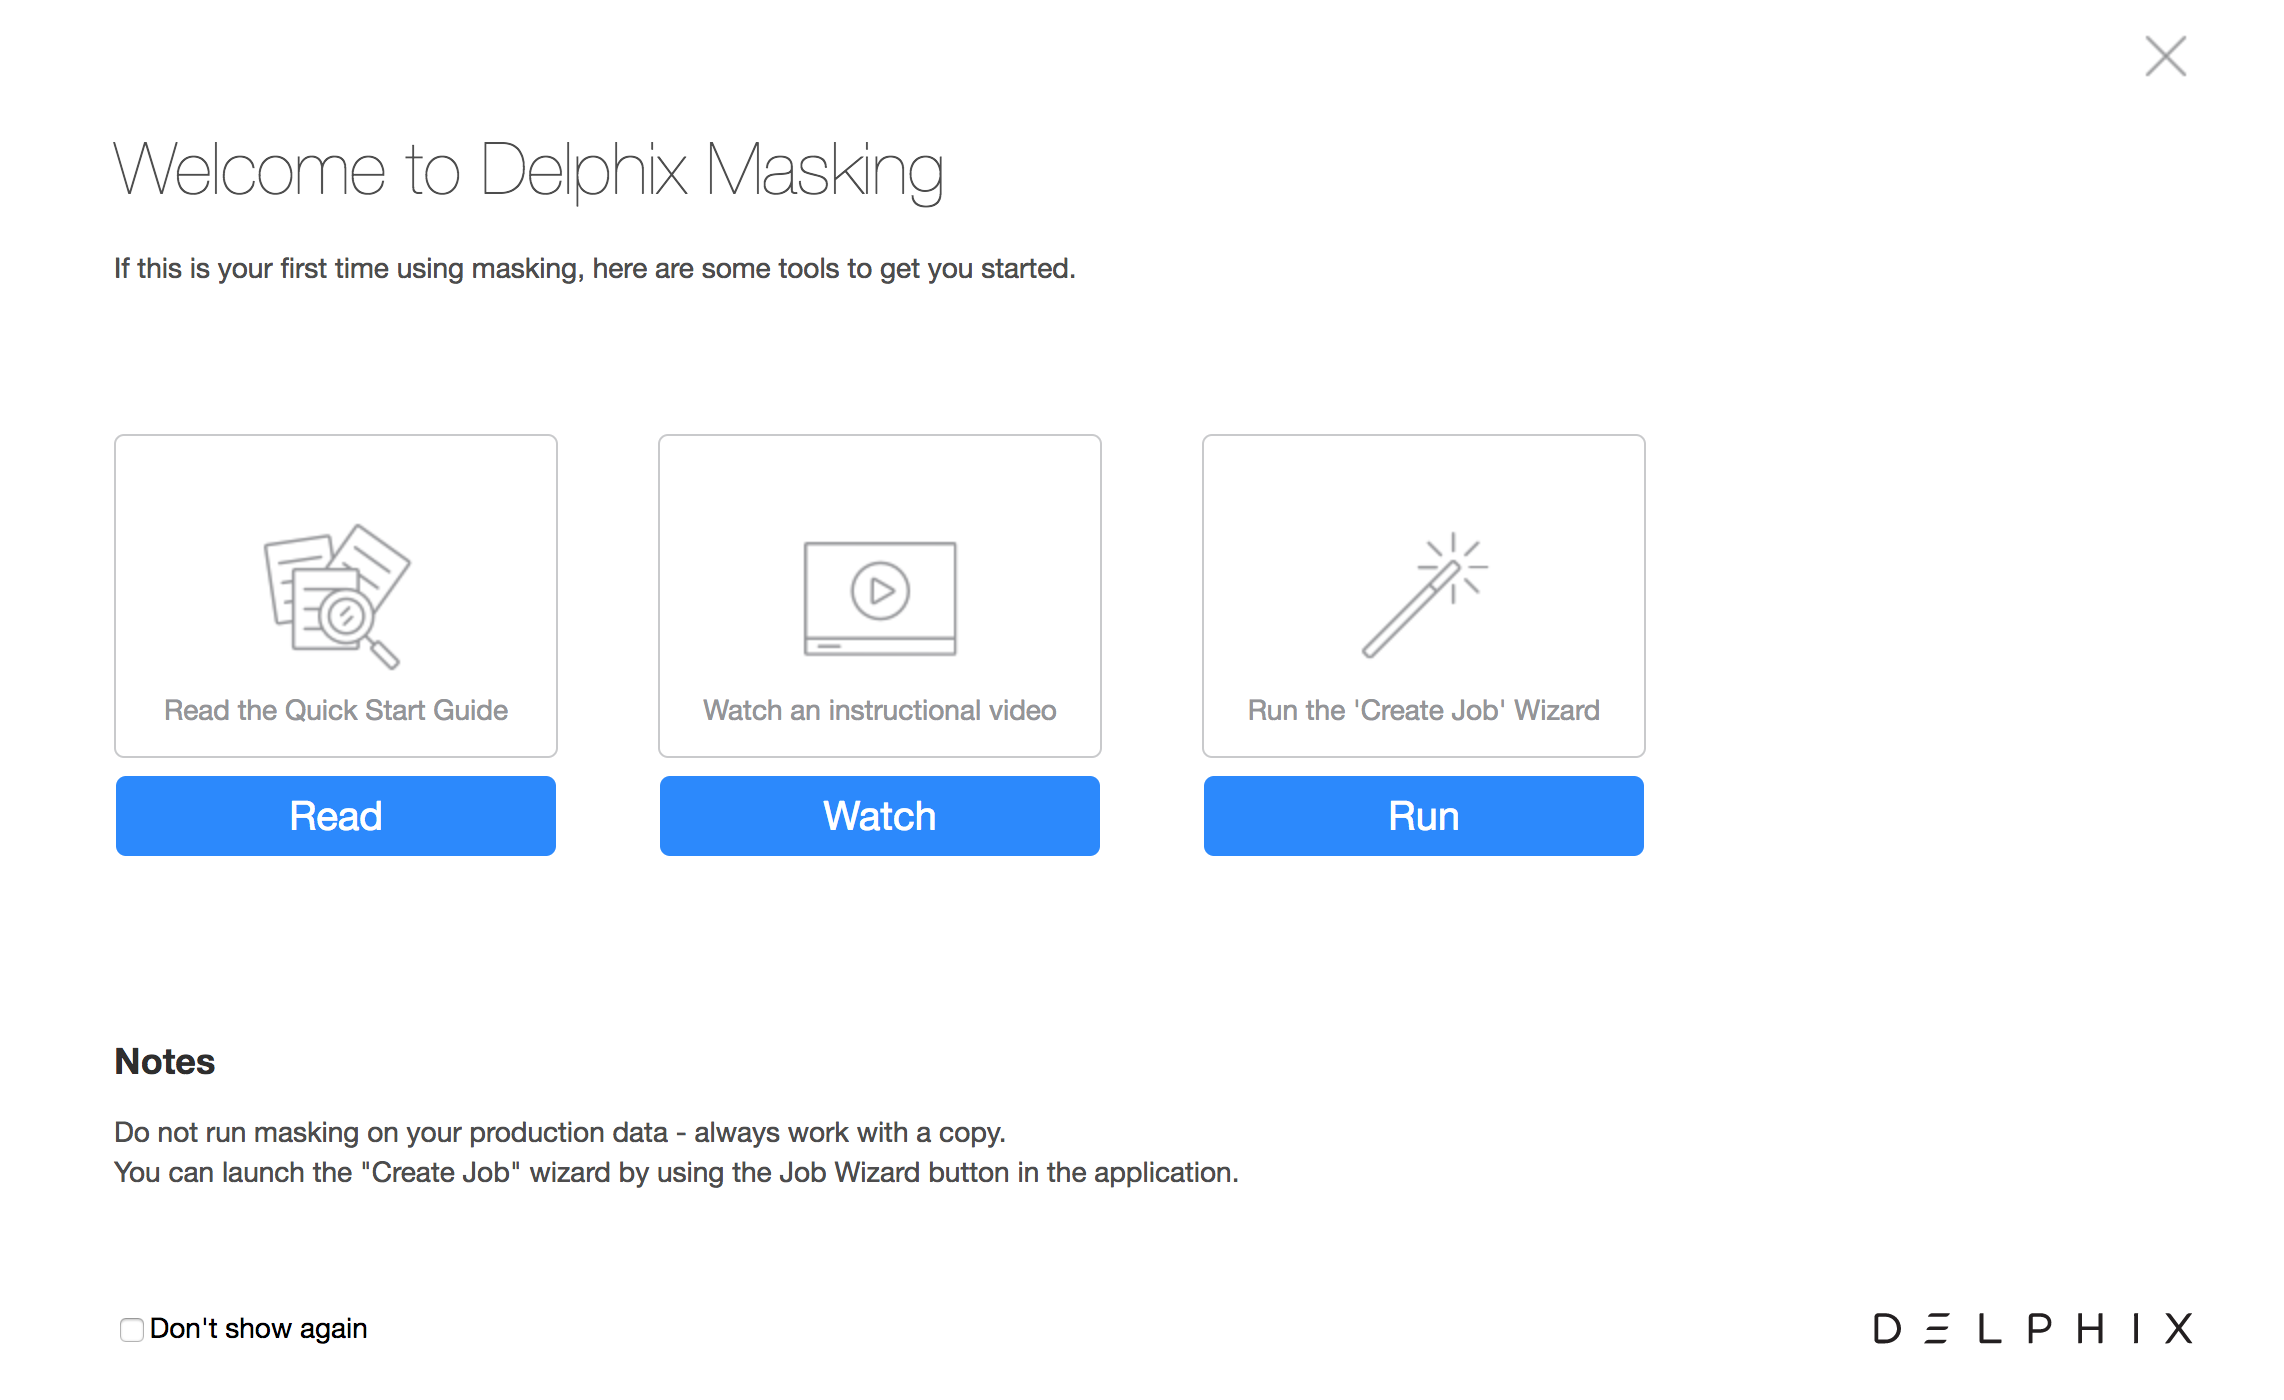 Welcome to Delphix Masking
If this is your first time using masking, here are some tools to get you started.
Read the Quick Start Guide
Watch an instructional video
Run the 'Create Job' Wizard
Read
Watch
Run
Notes
Do not run masking on your production data - always work with a copy.
You can launch the "Create Job" wizard by using the Job Wizard button in the application.
Don't show again
DELPHIX